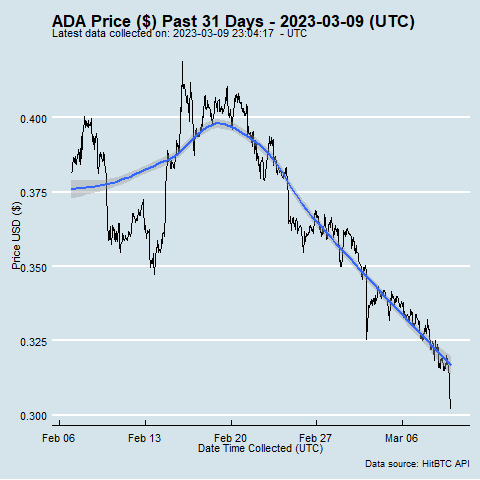 ADA Price ($) Past 31 Days - 2023-03-09 (UTC)
Latest data collected on: 2023-03-09 23:04:17 - UTC
0.400
0.375
0.350
0.325
0.300
Price USD ($)
Feb 06 Feb 13 Feb 20 Feb 27 Mar 06
Date Time Collected (UTC)
Data source: HitBTC API